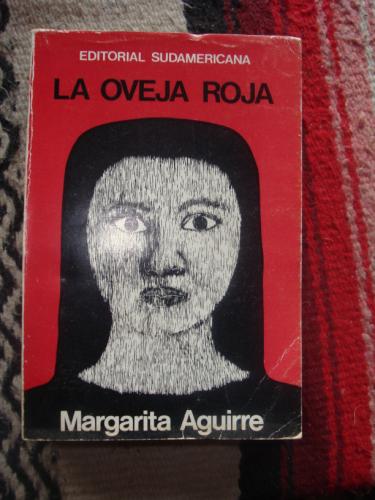 EDITORIAL SUDAMERICANA
LA OVEJA ROJA
Margarita Aguirre